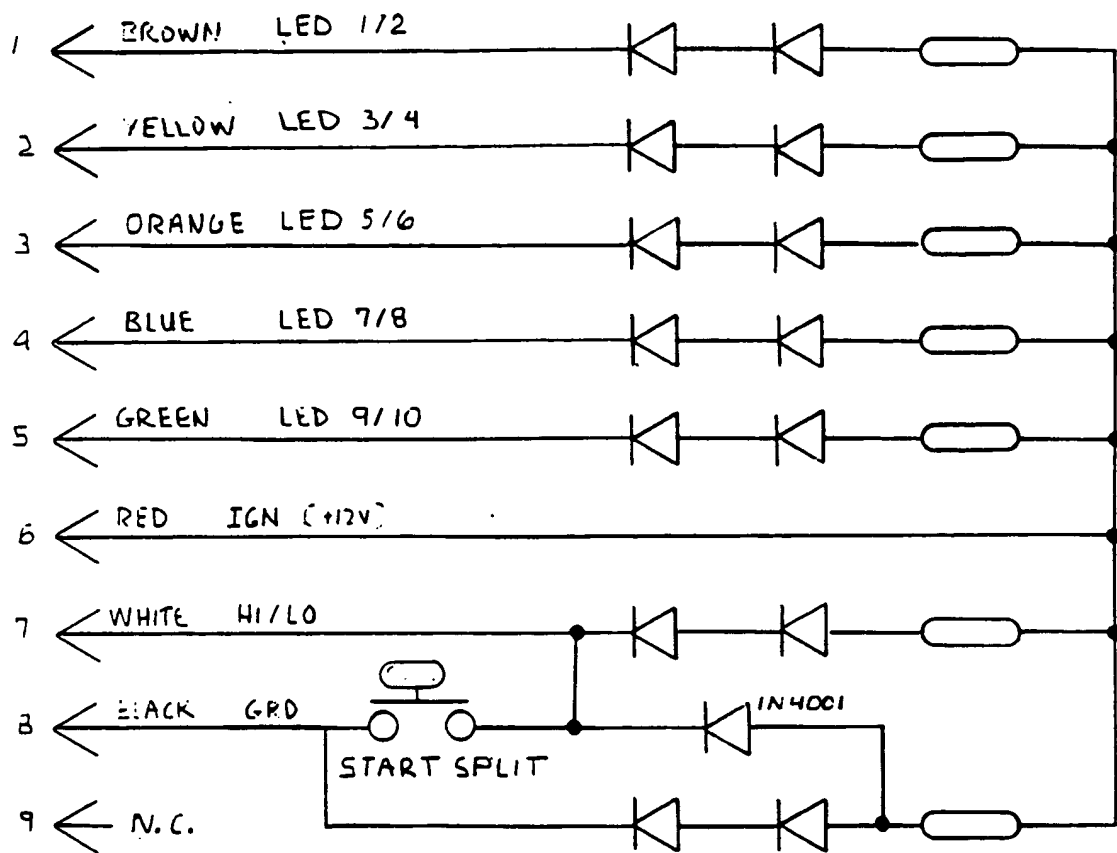 1 BROWN LED 1/2
2 YELLOW LED 3/4
3 ORANGE LED 5/6
4 BLUE LED 7/8
5 GREEN LED 9/10
6 RED IGN (+12V)
7 WHITE HI/LO
8 BLACK GRD
1N4001
START SPLIT
9 N.C.